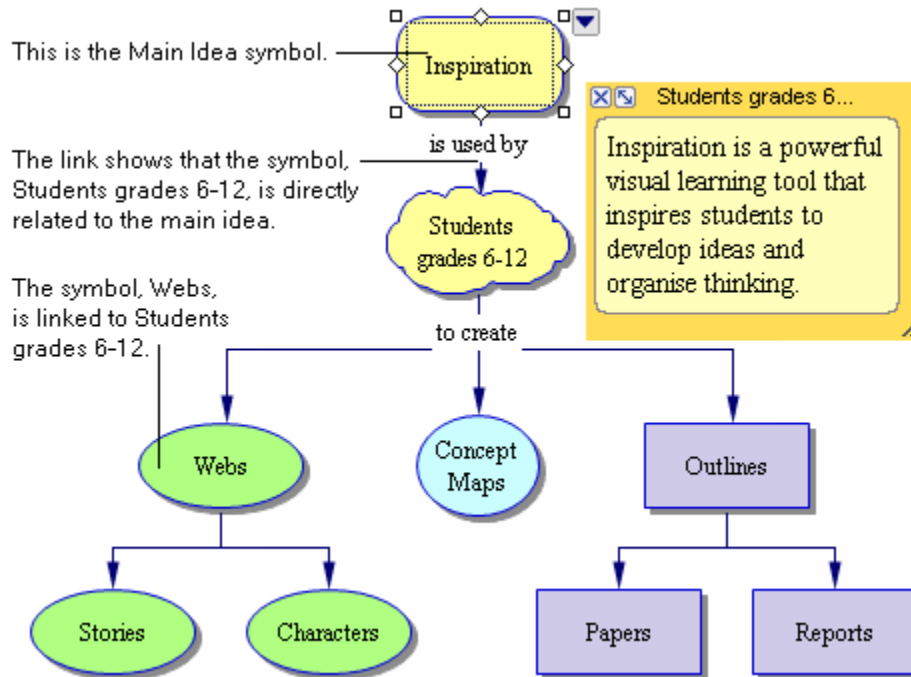 This is the Main Idea symbol.
Inspiration
is used by
Students grades 6...
Inspiration is a powerful
visual learning tool that
inspires students to
develop ideas and
organise thinking.
The link shows that the symbol,
Students grades 6-12, is directly
related to the main idea.
Students
grades 6-12
The symbol, Webs,
is linked to Students
grades 6-12.
to create
Webs
Concept
Maps
Outlines
Stories
Characters
Papers
Reports